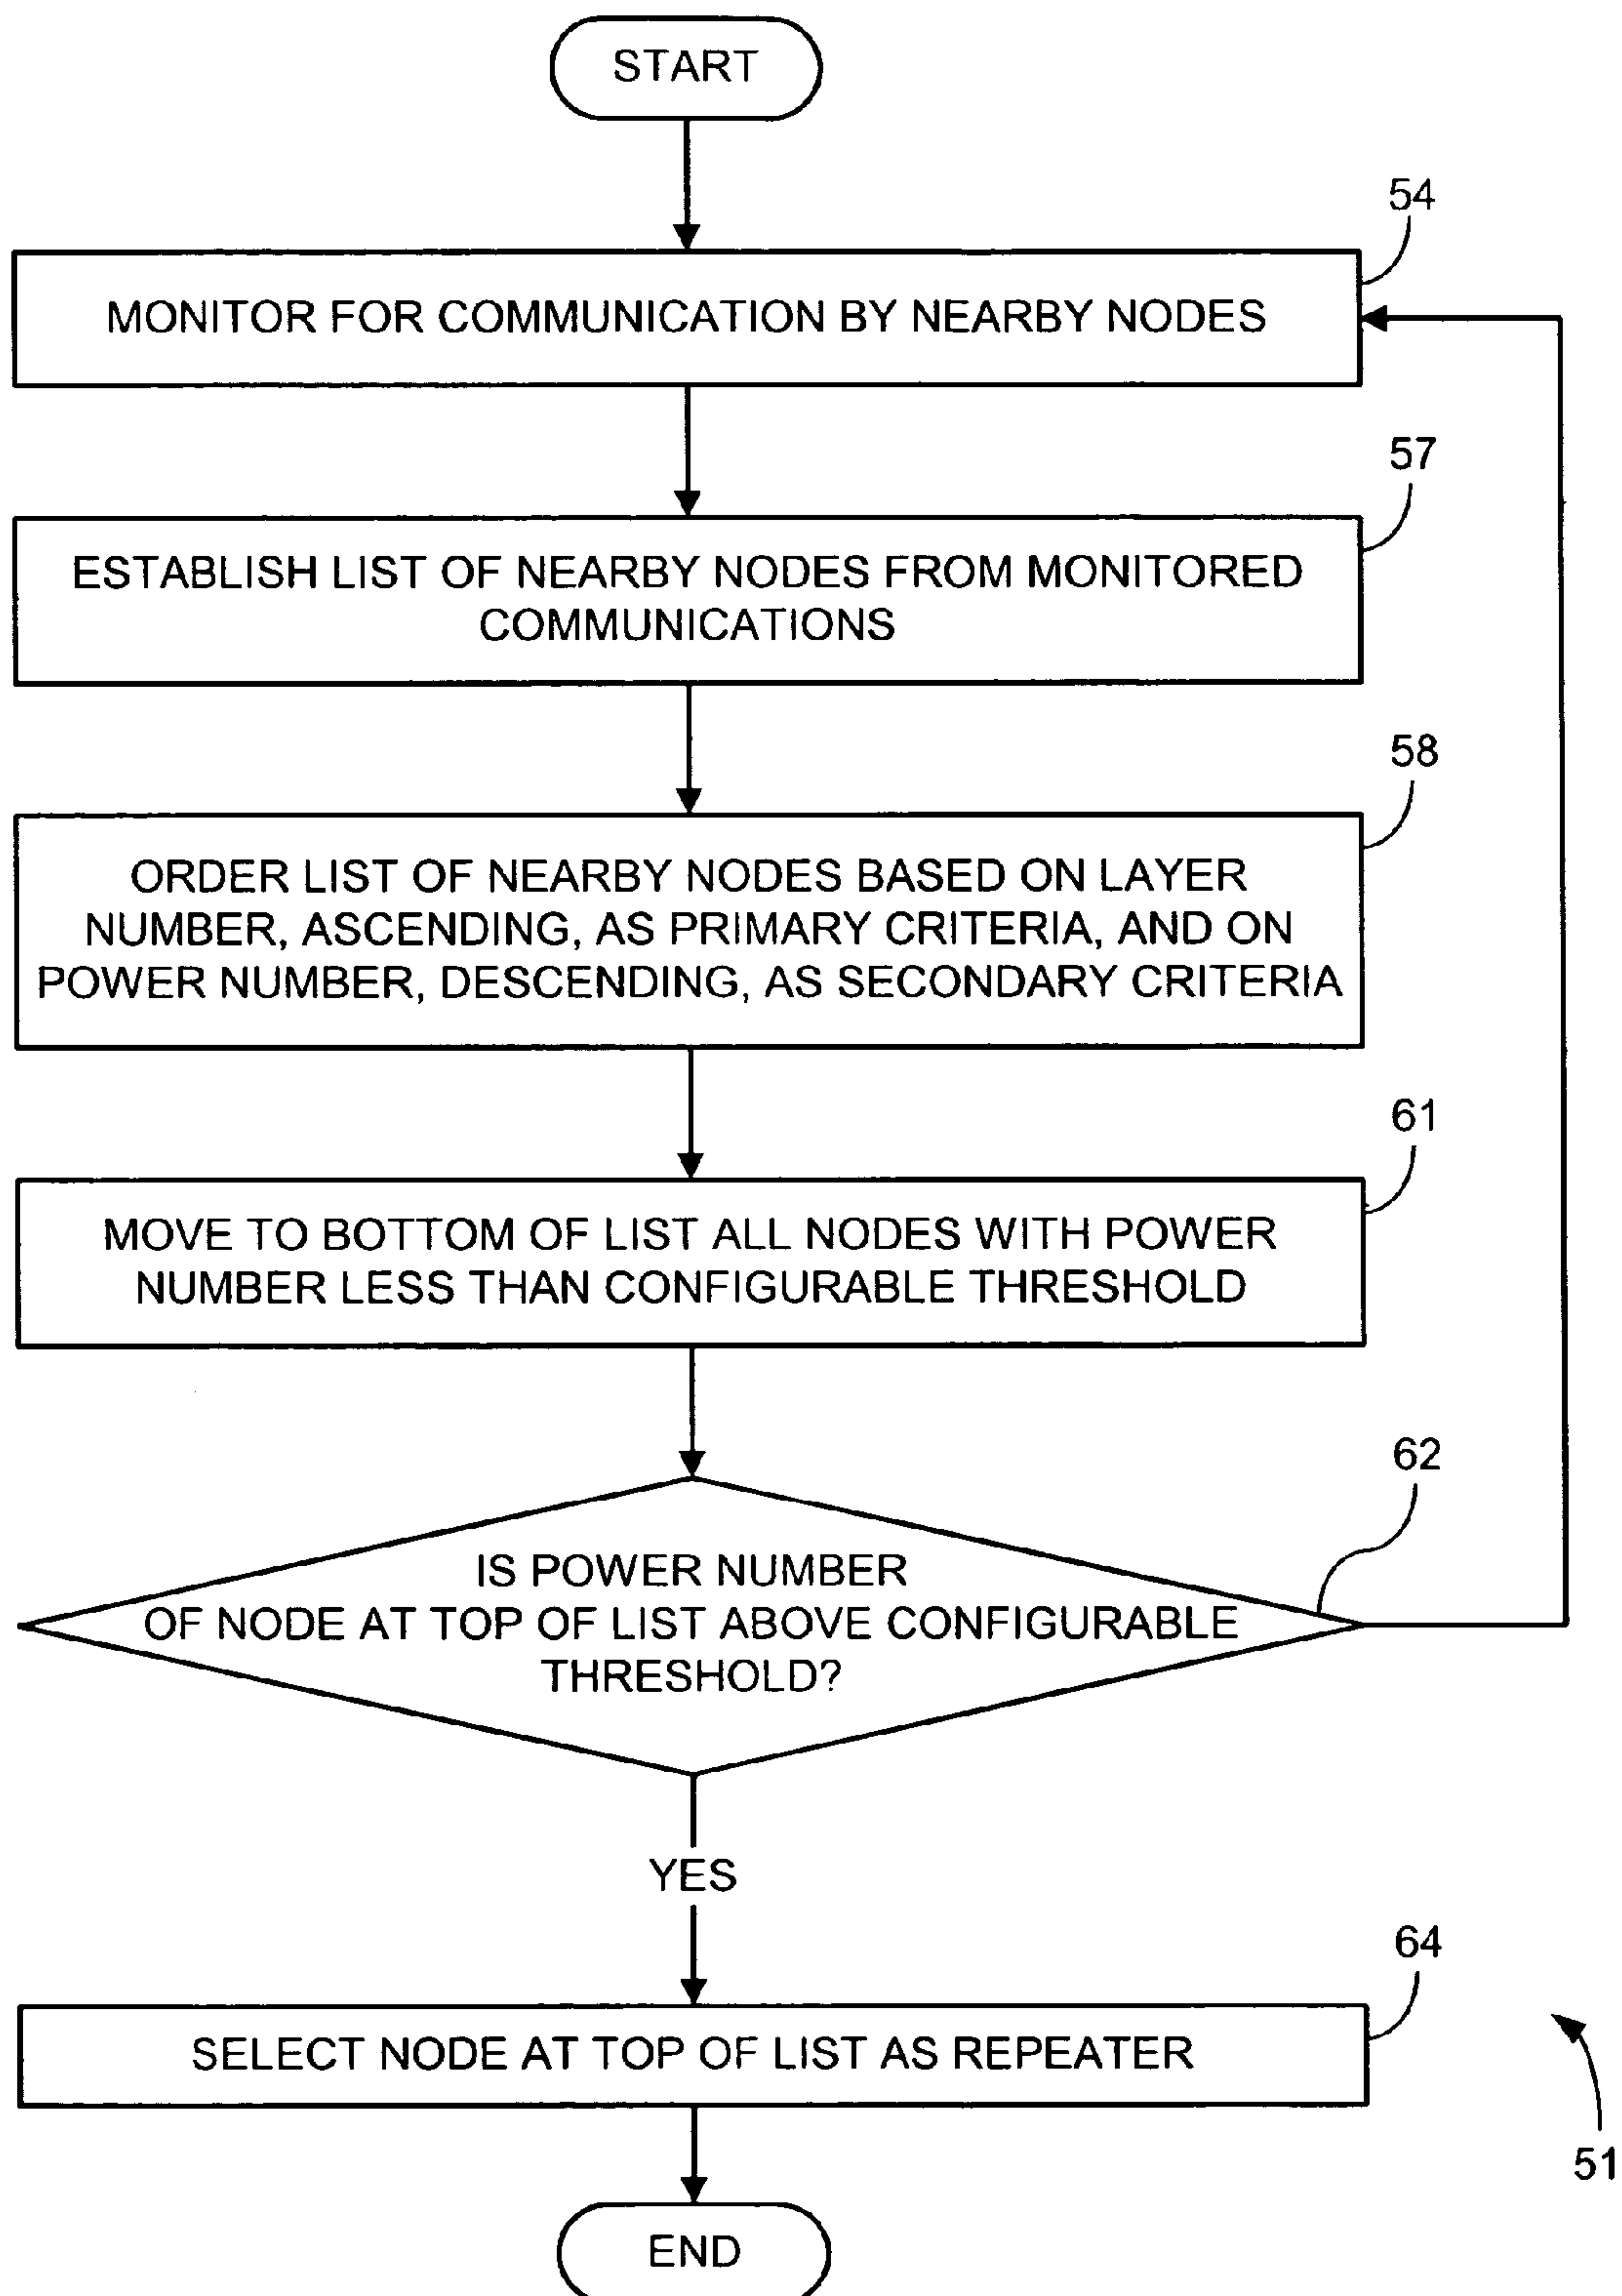 START
54
MONITOR FOR COMMUNICATION BY NEARBY NODES
57
ESTABLISH LIST OF NEARBY NODES FROM MONITORED
COMMUNICATIONS
58
ORDER LIST OF NEARBY NODES BASED ON LAYER
NUMBER, ASCENDING, AS PRIMARY CRITERIA, AND ON
POWER NUMBER, DESCENDING, AS SECONDARY CRITERIA
61
MOVE TO BOTTOM OF LIST ALL NODES WITH POWER
NUMBER LESS THAN CONFIGURABLE THRESHOLD
62
IS POWER NUMBER
OF NODE AT TOP OF LIST ABOVE CONFIGURABLE
THRESHOLD?
YES
64
SELECT NODE AT TOP OF LIST AS REPEATER
51
END